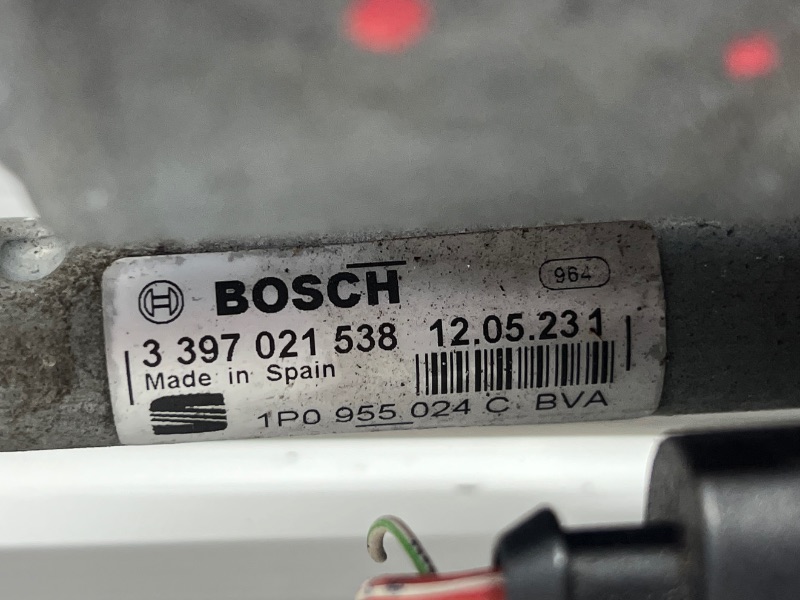 BOSCH 964
3 397 021 538 12.05.231
Made in Spain
1P0 955 024 C BVA